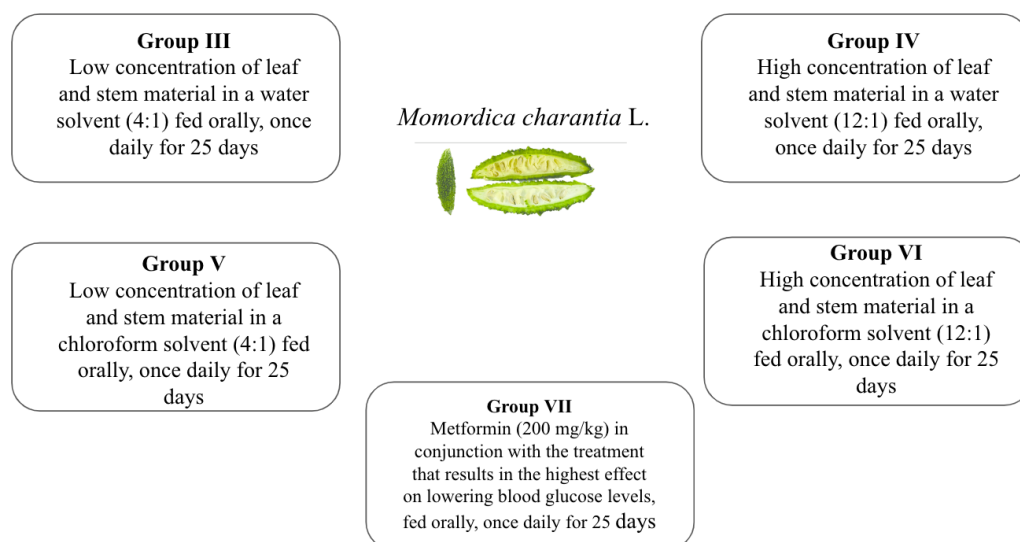 Group III
Low concentration of leaf
and stem material in a water
solvent (4:1) fed orally, once
daily for 25 days
Group IV
High concentration of leaf
and stem material in a water
solvent (12:1) fed orally,
once daily for 25 days
Momordica charantia L.
Group V
Low concentration of leaf
and stem material in a
chloroform solvent (4:1) fed
orally, once daily for 25
days
Group VI
High concentration of leaf
and stem material in a
chloroform solvent (12:1)
fed orally, once daily for 25
days
Group VII
Metformin (200 mg/kg) in
conjunction with the treatment
that results in the highest effect
on lowering blood glucose levels,
fed orally, once daily for 25 days